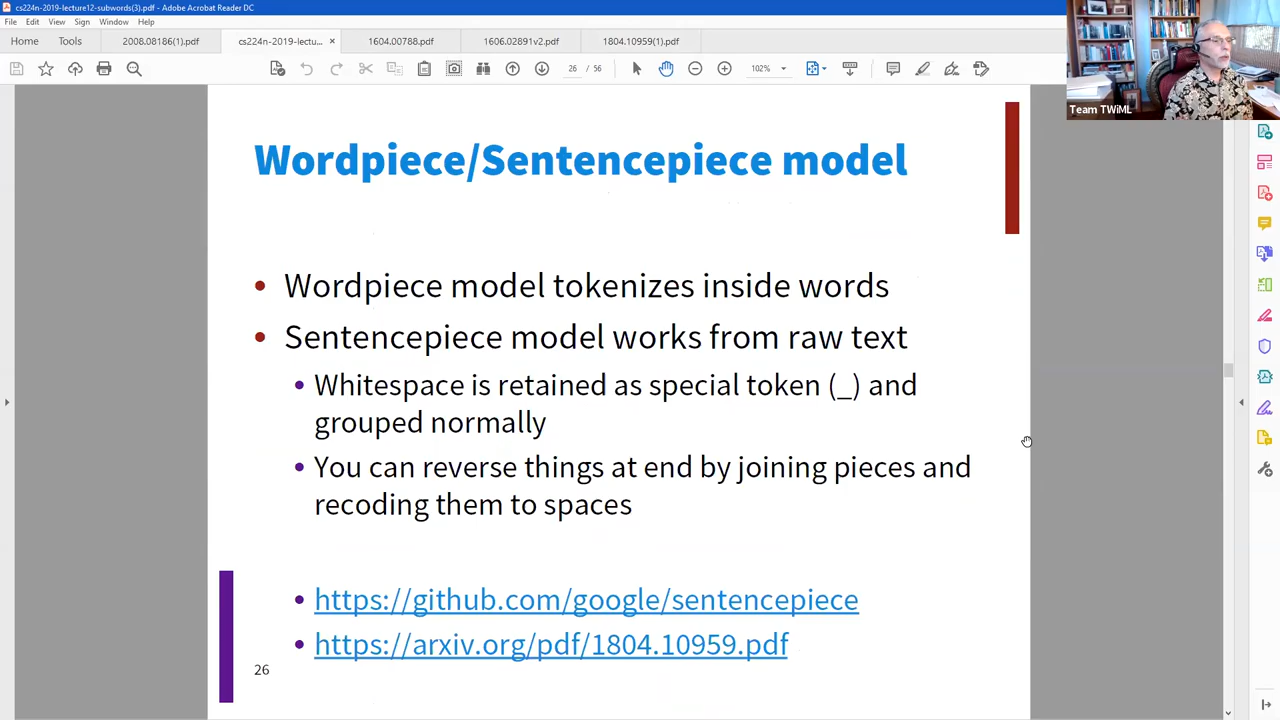 cs224n-2019-lecture12-subwords(3).pdf - Adobe Acrobat Reader DC
File Edit View Sign Window Help
Home Tools 2008.08186(1).pdf cs224n-2019-lectu... × 1604.00788.pdf 1804.10959(1).pdf
26 / 56 102%
Team TWiML
Wordpiece/Sentencepiece model
• Wordpiece model tokenizes inside words
• Sentencepiece model works from raw text
• Whitespace is retained as special token (_) and
grouped normally
• You can reverse things at end by joining pieces and
recoding them to spaces
• https://github.com/google/sentencepiece
• https://arxiv.org/pdf/1804.10959.pdf
26